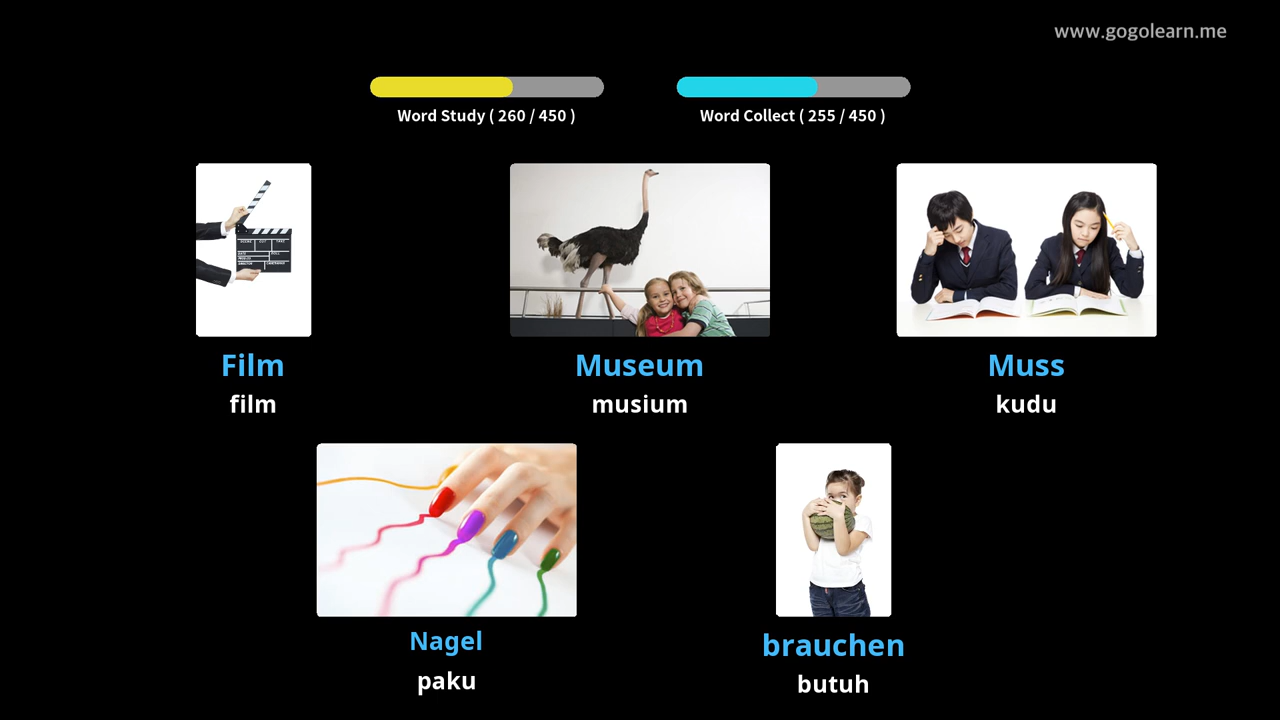 www.gogolearn.me
Word Study ( 260 / 450 )
Word Collect ( 255 / 450 )
Film
film
Museum
musium
Muss
kudu
Nagel
paku
brauchen
butuh